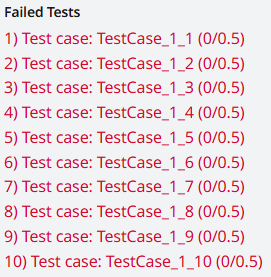 Failed Tests
1) Test case: TestCase_1_1 (0/0.5)
2) Test case: TestCase_1_2 (0/0.5)
3) Test case: TestCase_1_3 (0/0.5)
4) Test case: TestCase_1_4 (0/0.5)
5) Test case: TestCase_1_5 (0/0.5)
6) Test case: TestCase_1_6 (0/0.5)
7) Test case: TestCase_1_7 (0/0.5)
8) Test case: TestCase_1_8 (0/0.5)
9) Test case: TestCase_1_9 (0/0.5)
10) Test case: TestCase_1_10 (0/0.5)